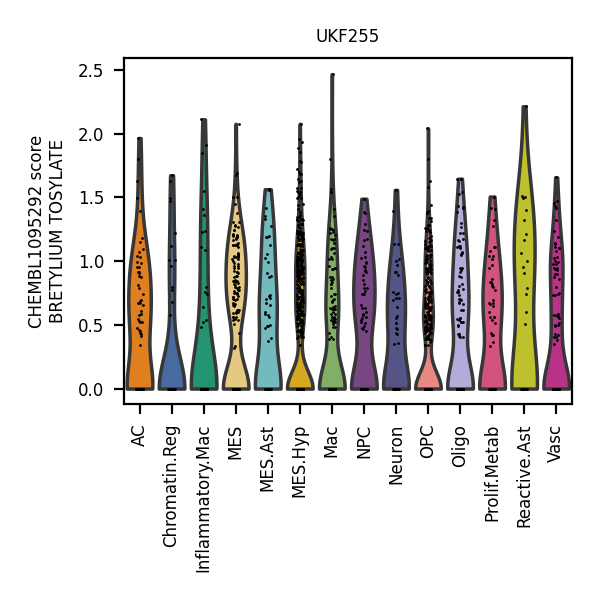 UKF255
CHEMBL1095292 score
BRETYLIUM TOSYLATE
2.5
2.0
1.5
1.0
0.5
0.0
AC
Chromatin.Reg
Inflammatory.Mac
MES
MES.Ast
MES.Hyp
Mac
NPC
Neuron
OPC
Oligo
Prolif.Metab
Reactive.Ast
Vasc